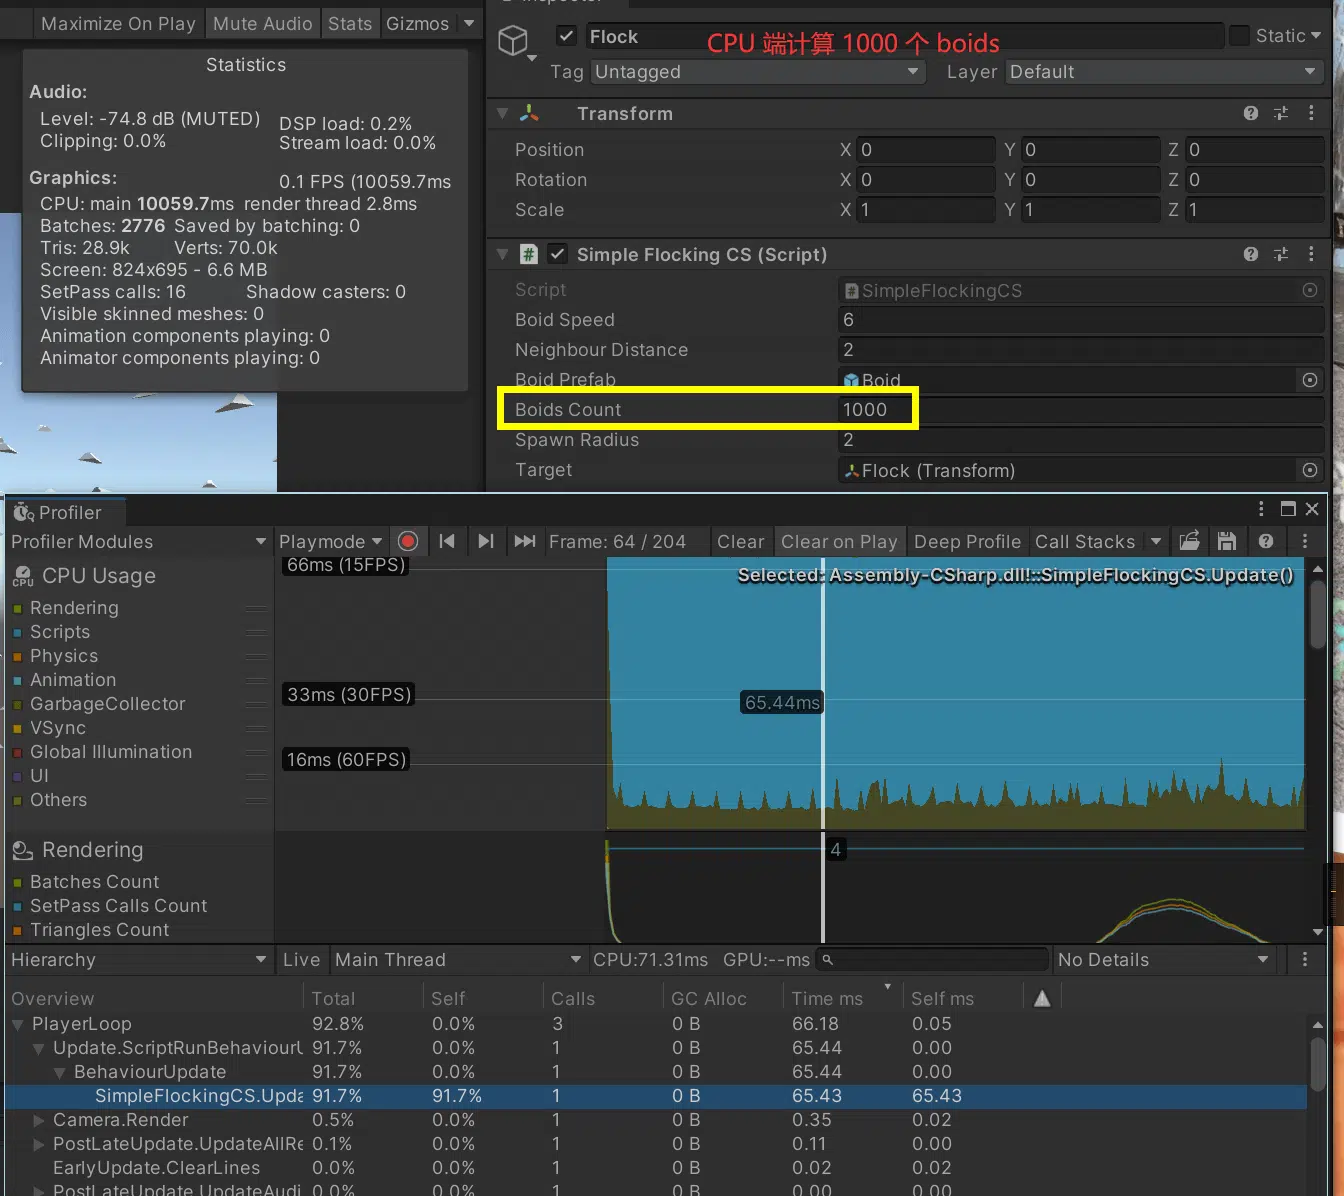 Maximize On Play Mute Audio Stats Gizmos
Statistics
Audio:
Level: -74.8 dB (MUTED) DSP load: 0.2%
Clipping: 0.0% Stream load: 0.0%
Graphics: 0.1 FPS (10059.7ms
CPU: main 10059.7ms render thread 2.8ms
Batches: 2776 Saved by batching: 0
Tris: 28.9k Verts: 70.0k
Screen: 824x695 - 6.6 MB
SetPass calls: 16 Shadow casters: 0
Visible skinned meshes: 0
Animation components playing: 0
Animator components playing: 0
Flock CPU 端计算 1000 个 boids Static
Tag Untagged Layer Default
Transform
Position X 0 Y 0 Z 0
Rotation X 0 Y 0 Z 0
Scale X 1 Y 1 Z 1
# Simple Flocking CS (Script)
Script # SimpleFlockingCS
Boid Speed 6
Neighbour Distance 2
Boid Prefab Boid
Boids Count 1000
Spawn Radius 2
Target Flock (Transform)
Profiler
Profiler Modules Playmode Frame: 64 / 204 Clear Clear on Play Deep Profile Call Stacks
CPU Usage
Rendering
Scripts
Physics
Animation
GarbageCollector
VSync
Global Illumination
UI
Others
66ms (15FPS)
Selected: Assembly-CSharp.dll!::SimpleFlockingCS.Update()
33ms (30FPS)
65.44ms
16ms (60FPS)
Rendering
4
Batches Count
SetPass Calls Count
Triangles Count
Hierarchy Live Main Thread CPU:71.31ms GPU:--ms No Details
Overview Total Self Calls GC Alloc Time ms Self ms
PlayerLoop 92.8% 0.0% 3 0 B 66.18 0.05
Update.ScriptRunBehaviourU 91.7% 0.0% 1 0 B 65.44 0.00
BehaviourUpdate 91.7% 0.0% 1 0 B 65.44 0.00
SimpleFlockingCS.Upda 91.7% 91.7% 1 0 B 65.43 65.43
Camera.Render 0.5% 0.0% 1 0 B 0.35 0.02
PostLateUpdate.UpdateAllRe 0.1% 0.0% 1 0 B 0.11 0.00
EarlyUpdate.ClearLines 0.0% 0.0% 1 0 B 0.02 0.02
PostLateUpdate.UpdateAudi 0.0% 0.0% 1 0 B 0.00 0.00